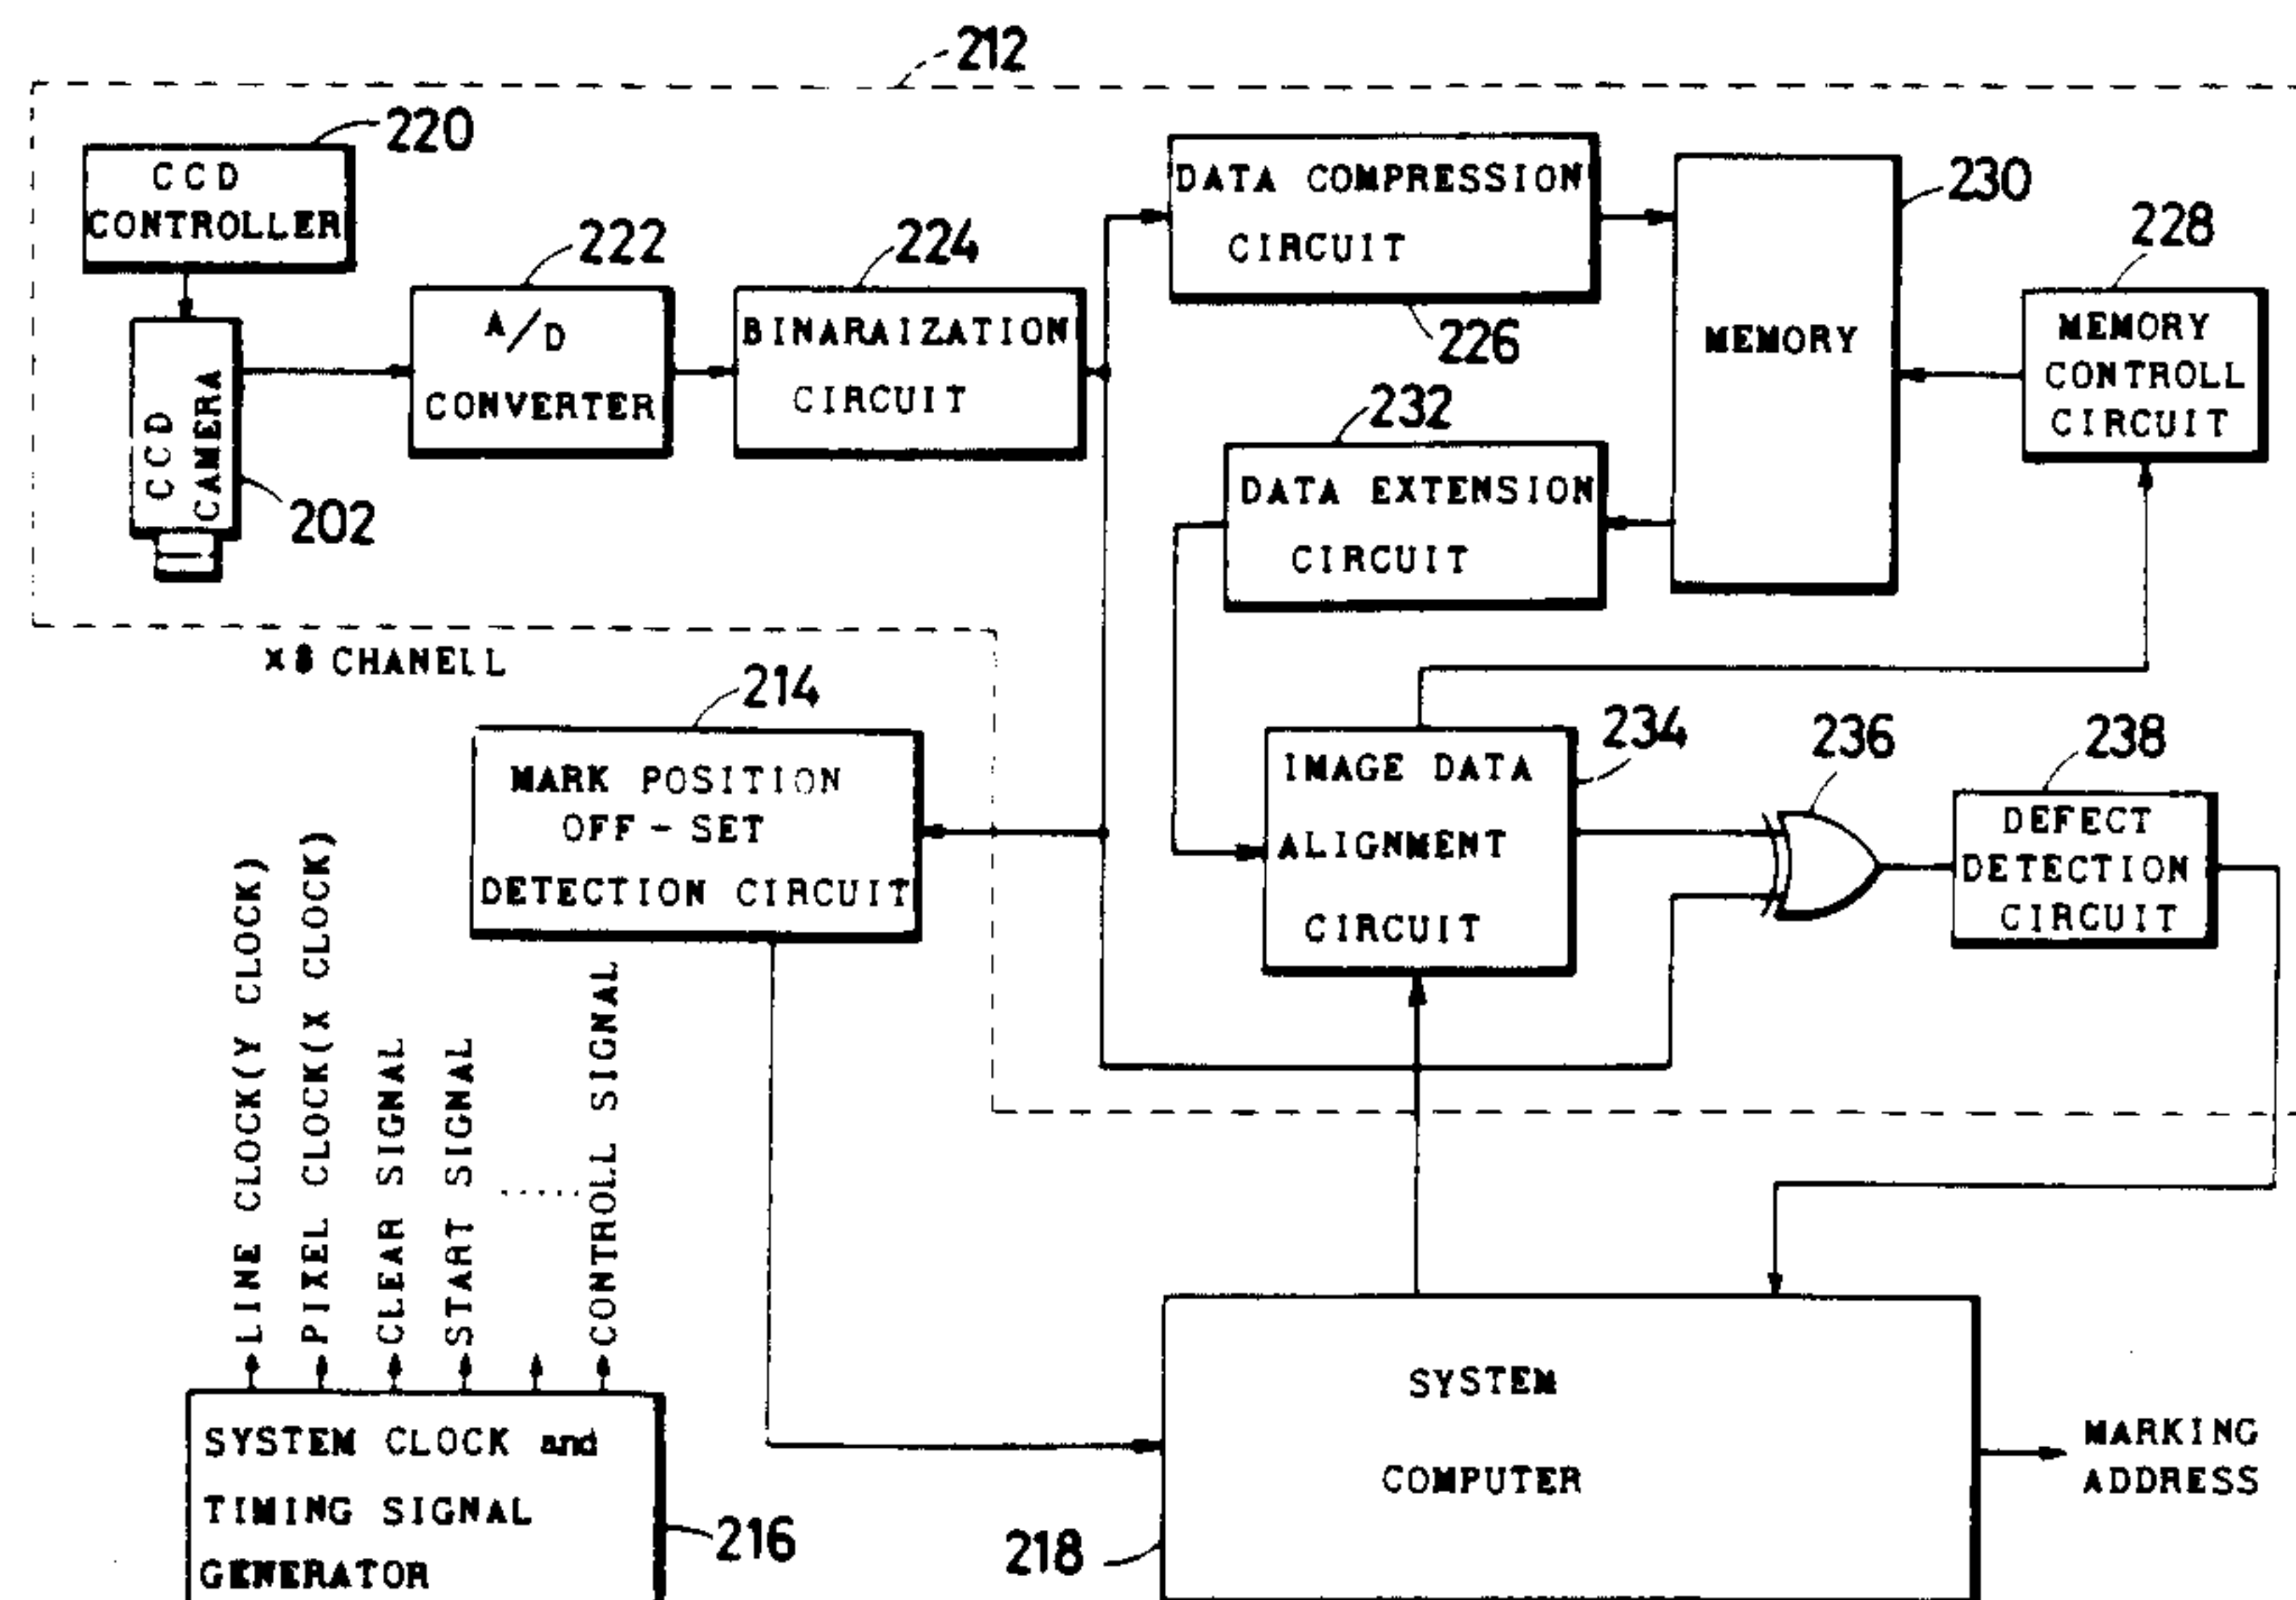 212
220
CCD
CONTROLLER
222
A/D
CONVERTER
224
BINARAIZATION
CIRCUIT
DATA COMPRESSION
CIRCUIT
226
MEMORY
230
228
MEMORY
CONTROLL
CIRCUIT
CCD
CAMERA
202
232
DATA EXTENSION
CIRCUIT
x 8 CHANELL
214
MARK POSITION
OFF-SET
DETECTION CIRCUIT
IMAGE DATA
ALIGNMENT
CIRCUIT
234
236
238
DEFECT
DETECTION
CIRCUIT
LINE CLOCK(Y CLOCK)
PIXEL CLOCK(X CLOCK)
CLEAR SIGNAL
START SIGNAL
......
CONTROLL SIGNAL
SYSTEM CLOCK and
TIMING SIGNAL
GENERATOR
216
218
SYSTEM
COMPUTER
MARKING
ADDRESS